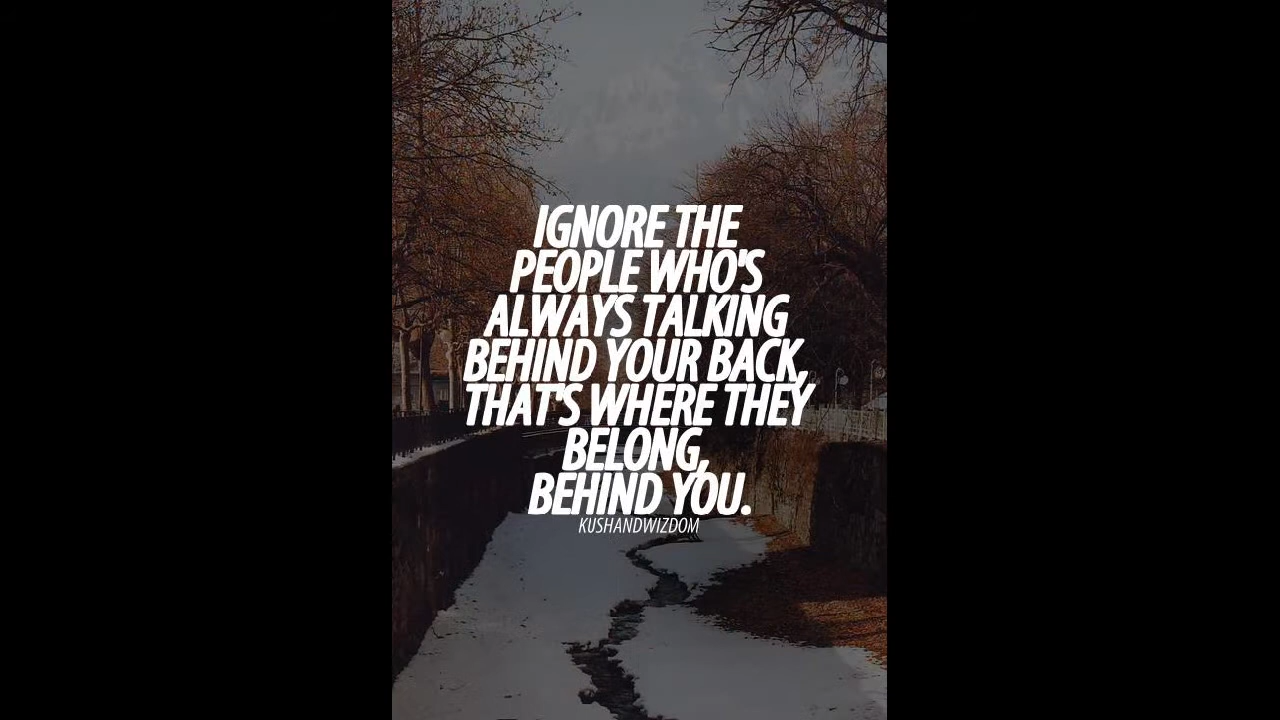 IGNORE THE
PEOPLE WHO'S
ALWAYS TALKING
BEHIND YOUR BACK,
THAT'S WHERE THEY
BELONG,
BEHIND YOU.
KUSHANDWIZDOM